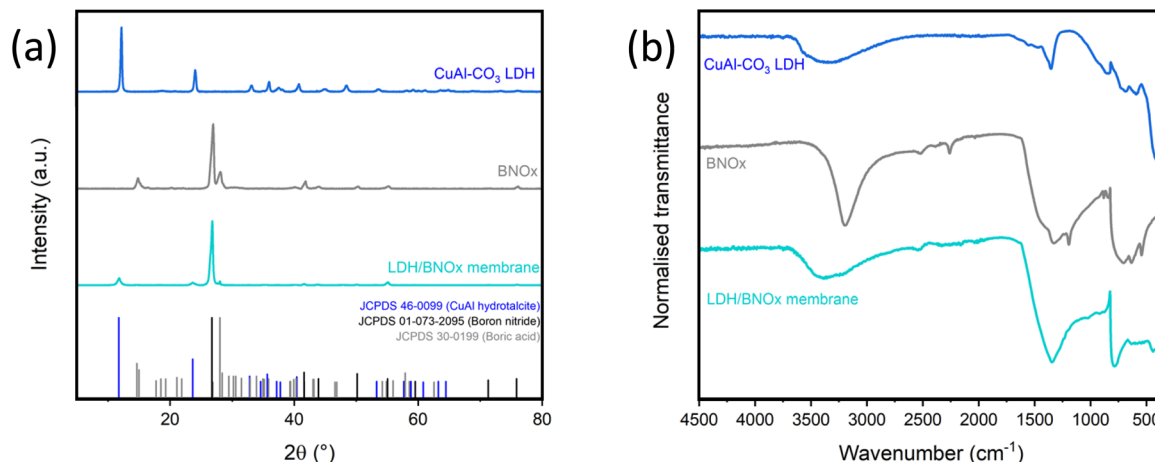 (a)
Intensity (a.u.)
CuAl-CO₃ LDH
BNOx
LDH/BNOx membrane
JCPDS 46-0099 (CuAl hydrotalcite)
JCPDS 01-073-2095 (Boron nitride)
JCPDS 30-0199 (Boric acid)
20 40 60 80
2θ (°)
(b)
Normalised transmittance
CuAl-CO₃ LDH
BNOx
LDH/BNOx membrane
4500 4000 3500 3000 2500 2000 1500 1000 500
Wavenumber (cm⁻¹)